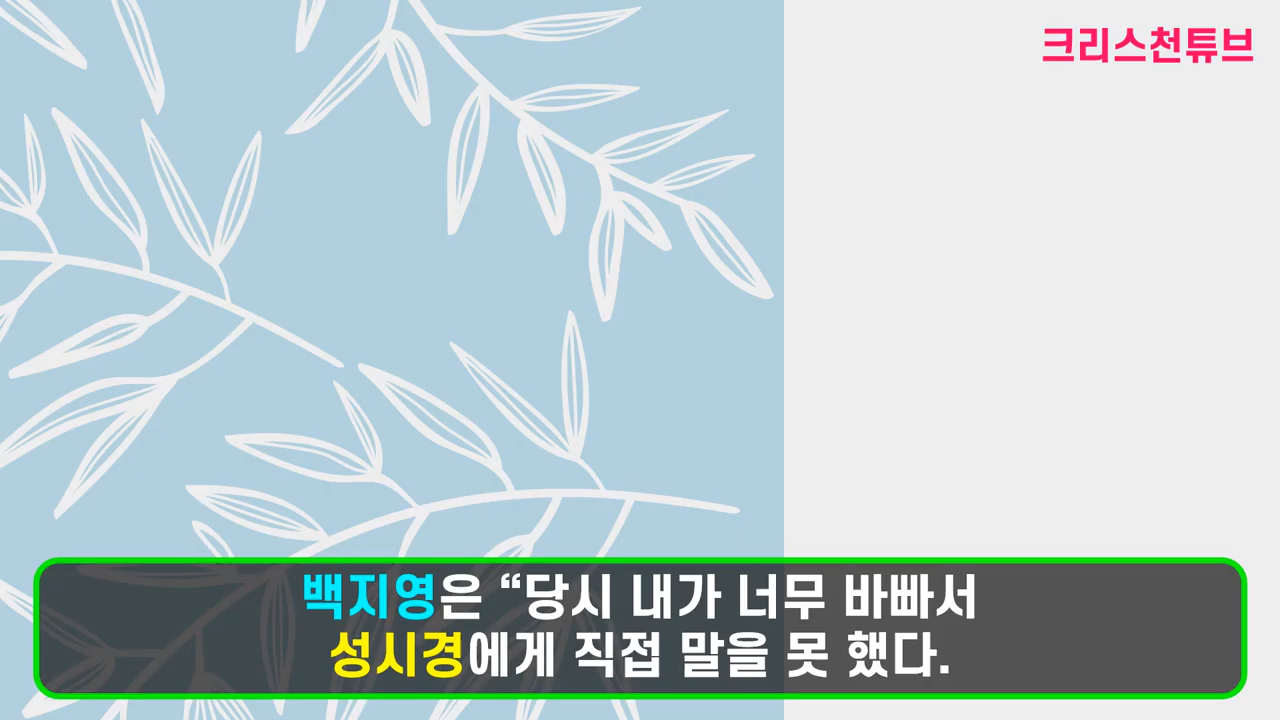 크리스천튜브
백지영은 “당시 내가 너무 바빠서
성시경에게 직접 말을 못 했다.